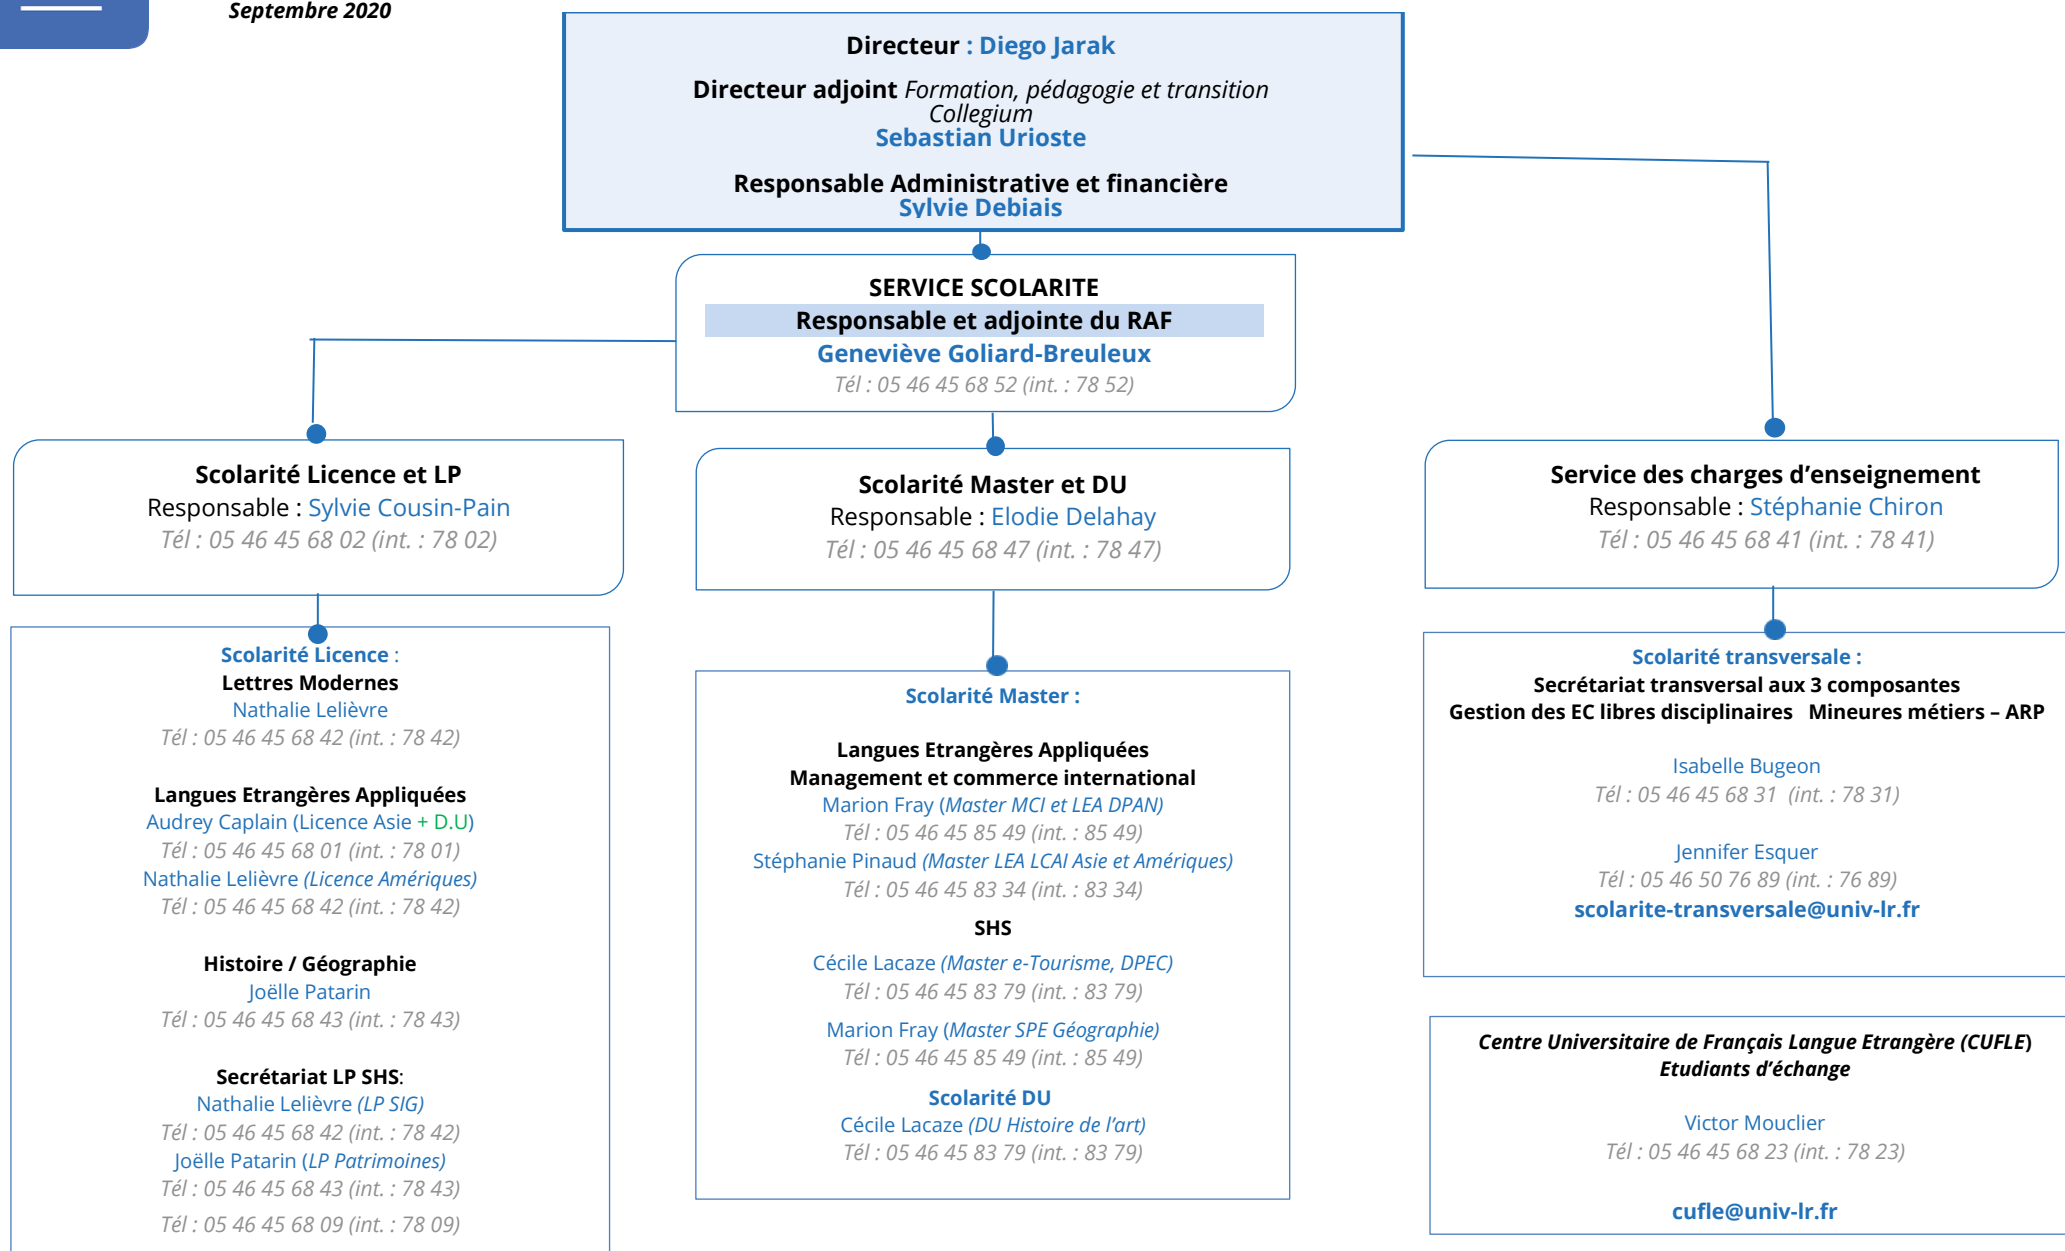 Septembre 2020
Directeur : Diego Jarak
Directeur adjoint Formation, pédagogie et transition
Collegium
Sebastian Urioste
Responsable Administrative et financière
Sylvie Debiais
SERVICE SCOLARITE
Responsable et adjointe du RAF
Geneviève Goliard-Breuleux
Tél : 05 46 45 68 52 (int. : 78 52)
Scolarité Licence et LP
Responsable : Sylvie Cousin-Pain
Tél : 05 46 45 68 02 (int. : 78 02)
Scolarité Master et DU
Responsable : Elodie Delahay
Tél : 05 46 45 68 47 (int. : 78 47)
Service des charges d’enseignement
Responsable : Stéphanie Chiron
Tél : 05 46 45 68 41 (int. : 78 41)
Scolarité Licence :
Lettres Modernes
Nathalie Lelièvre
Tél : 05 46 45 68 42 (int. : 78 42)
Langues Etrangères Appliquées
Audrey Caplain (Licence Asie + D.U)
Tél : 05 46 45 68 01 (int. : 78 01)
Nathalie Lelièvre (Licence Amériques)
Tél : 05 46 45 68 42 (int. : 78 42)
Histoire / Géographie
Joëlle Patarin
Tél : 05 46 45 68 43 (int. : 78 43)
Secrétariat LP SHS:
Nathalie Lelièvre (LP SIG)
Tél : 05 46 45 68 42 (int. : 78 42)
Joëlle Patarin (LP Patrimoines)
Tél : 05 46 45 68 43 (int. : 78 43)
Tél : 05 46 45 68 09 (int. : 78 09)
Scolarité Master :
Langues Etrangères Appliquées
Management et commerce international
Marion Fray (Master MCI et LEA DPAN)
Tél : 05 46 45 85 49 (int. : 85 49)
Stéphanie Pinaud (Master LEA LCAI Asie et Amériques)
Tél : 05 46 45 83 34 (int. : 83 34)
SHS
Cécile Lacaze (Master e-Tourisme, DPEC)
Tél : 05 46 45 83 79 (int. : 83 79)
Marion Fray (Master SPE Géographie)
Tél : 05 46 45 85 49 (int. : 85 49)
Scolarité DU
Cécile Lacaze (DU Histoire de l’art)
Tél : 05 46 45 83 79 (int. : 83 79)
Scolarité transversale :
Secrétariat transversal aux 3 composantes
Gestion des EC libres disciplinaires Mineures métiers – ARP
Isabelle Bugeon
Tél : 05 46 45 68 31 (int. : 78 31)
Jennifer Esquer
Tél : 05 46 50 76 89 (int. : 76 89)
scolarite-transversale@univ-lr.fr
Centre Universitaire de Français Langue Etrangère (CUFLE)
Etudiants d’échange
Victor Mouclier
Tél : 05 46 45 68 23 (int. : 78 23)
cufle@univ-lr.fr